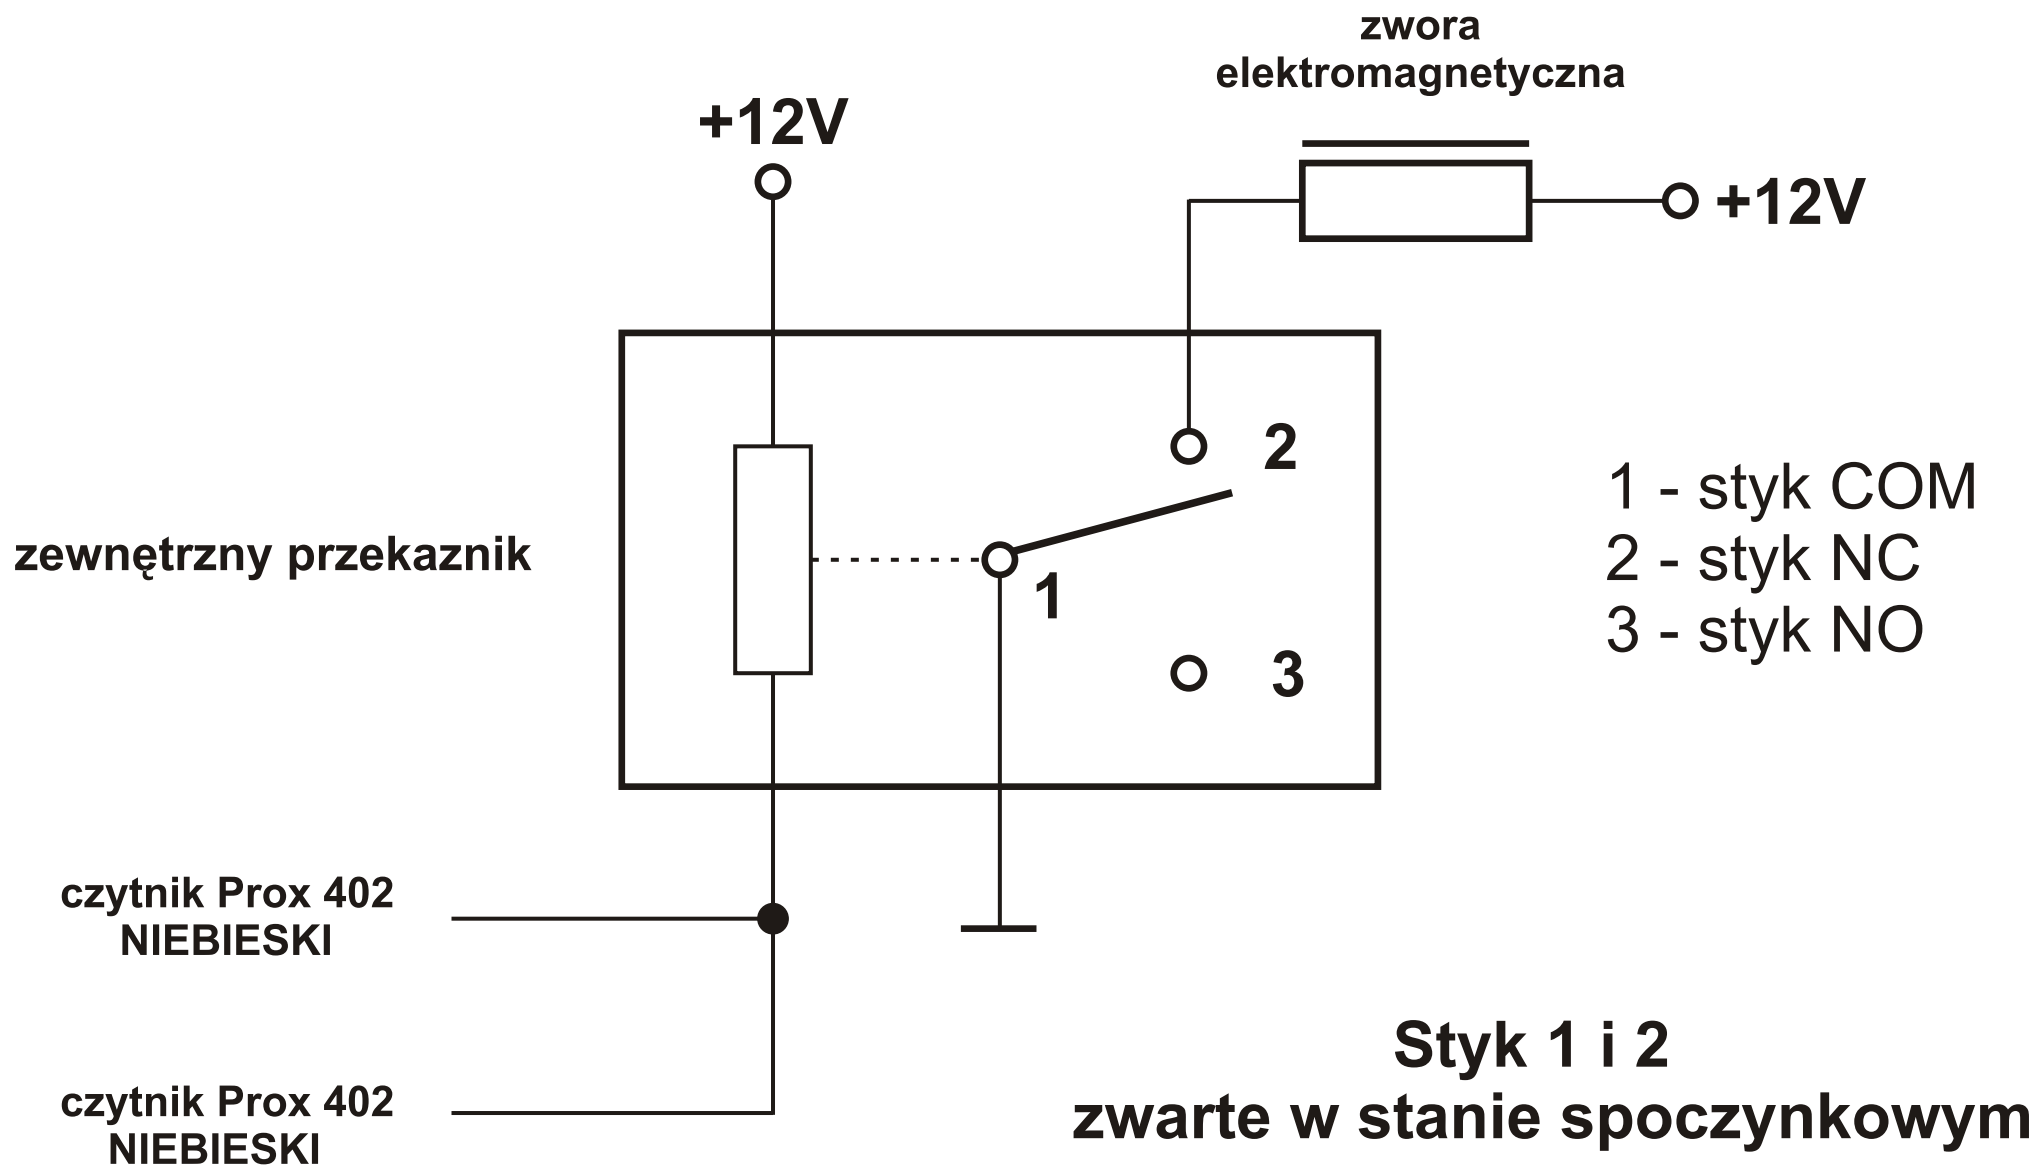 zwora
elektromagnetyczna
+12V
+12V
2
1 - styk COM
2 - styk NC
3 - styk NO
zewnętrzny przekaznik
1
3
czytnik Prox 402
NIEBIESKI
Styk 1 i 2
zwarte w stanie spoczynkowym
czytnik Prox 402
NIEBIESKI